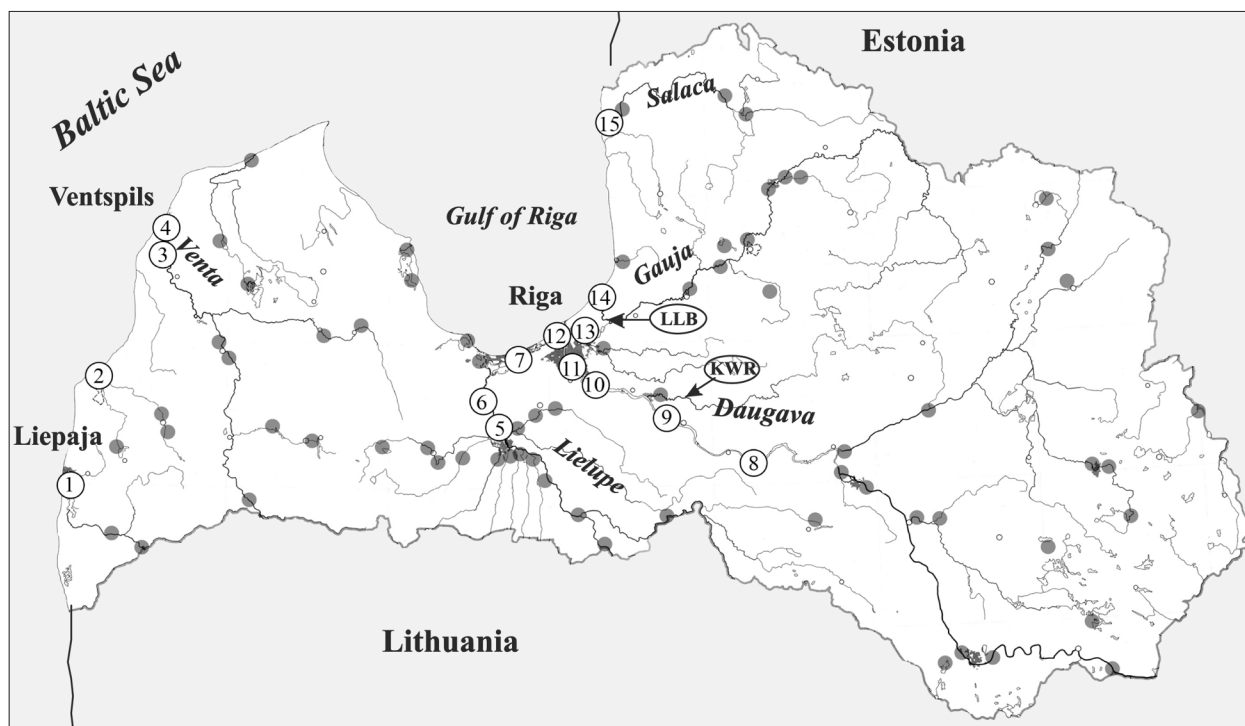 Estonia
Baltic Sea
Salaca
15
Ventspils
Gulf of Riga
4
3
Venta
Gauja
Riga
14
LLB
12
13
7
11
KWR
2
10
6
9
Daugava
5
Liepaja
Lielupe
8
1
Lithuania